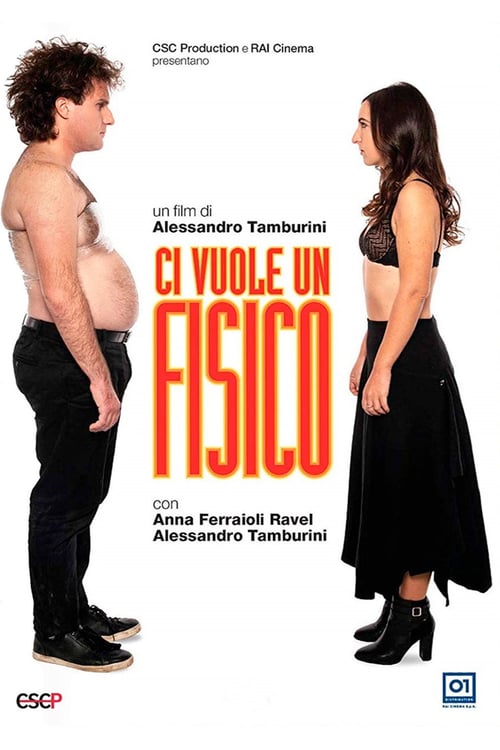 CSC Production e RAI Cinema
presentano
un film di
Alessandro Tamburini
CI VUOLE UN
FISICO
con
Anna Ferraioli Ravel
Alessandro Tamburini
CSCP
01
DISTRIBUTION
RAI CINEMA S.p.A.